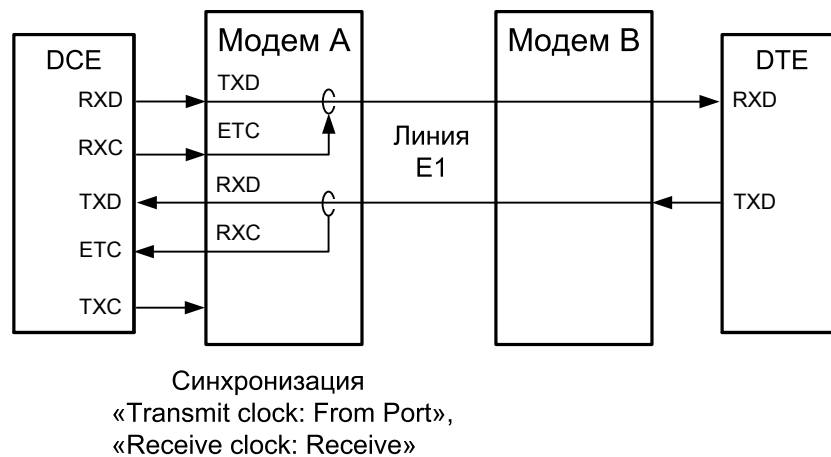 Модем А
Модем В
DCE
DTE
TXD
RXD
RXD
ETC
RXC
Линия
E1
RXD
TXD
TXD
RXC
ETC
TXC
Синхронизация
«Transmit clock: From Port»,
«Receive clock: Receive»